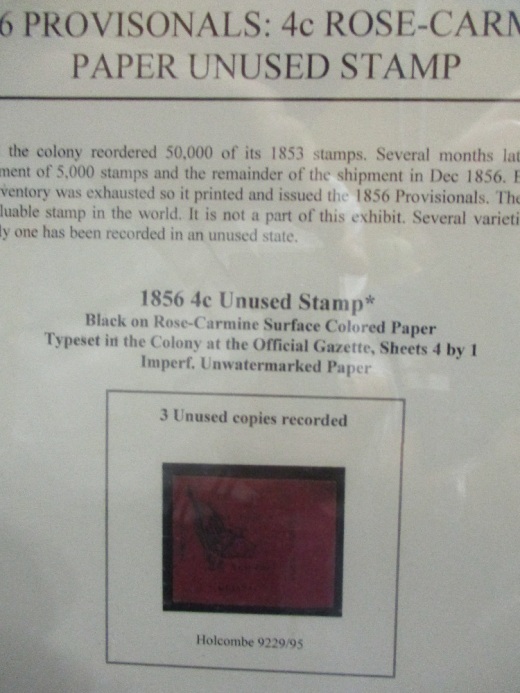 6 PROVISONALS: 4c ROSE-CARM
PAPER UNUSED STAMP
the colony reordered 50,000 of its 1853 stamps. Several months lat
ment of 5,000 stamps and the remainder of the shipment in Dec 1856.
ventory was exhausted so it printed and issued the 1856 Provisionals. The
luable stamp in the world. It is not a part of this exhibit. Several varieti
ly one has been recorded in an unused state.
1856 4c Unused Stamp*
Black on Rose-Carmine Surface Colored Paper
Typeset in the Colony at the Official Gazette, Sheets 4 by 1
Imperf. Unwatermarked Paper
3 Unused copies recorded
Holcombe 9229/95